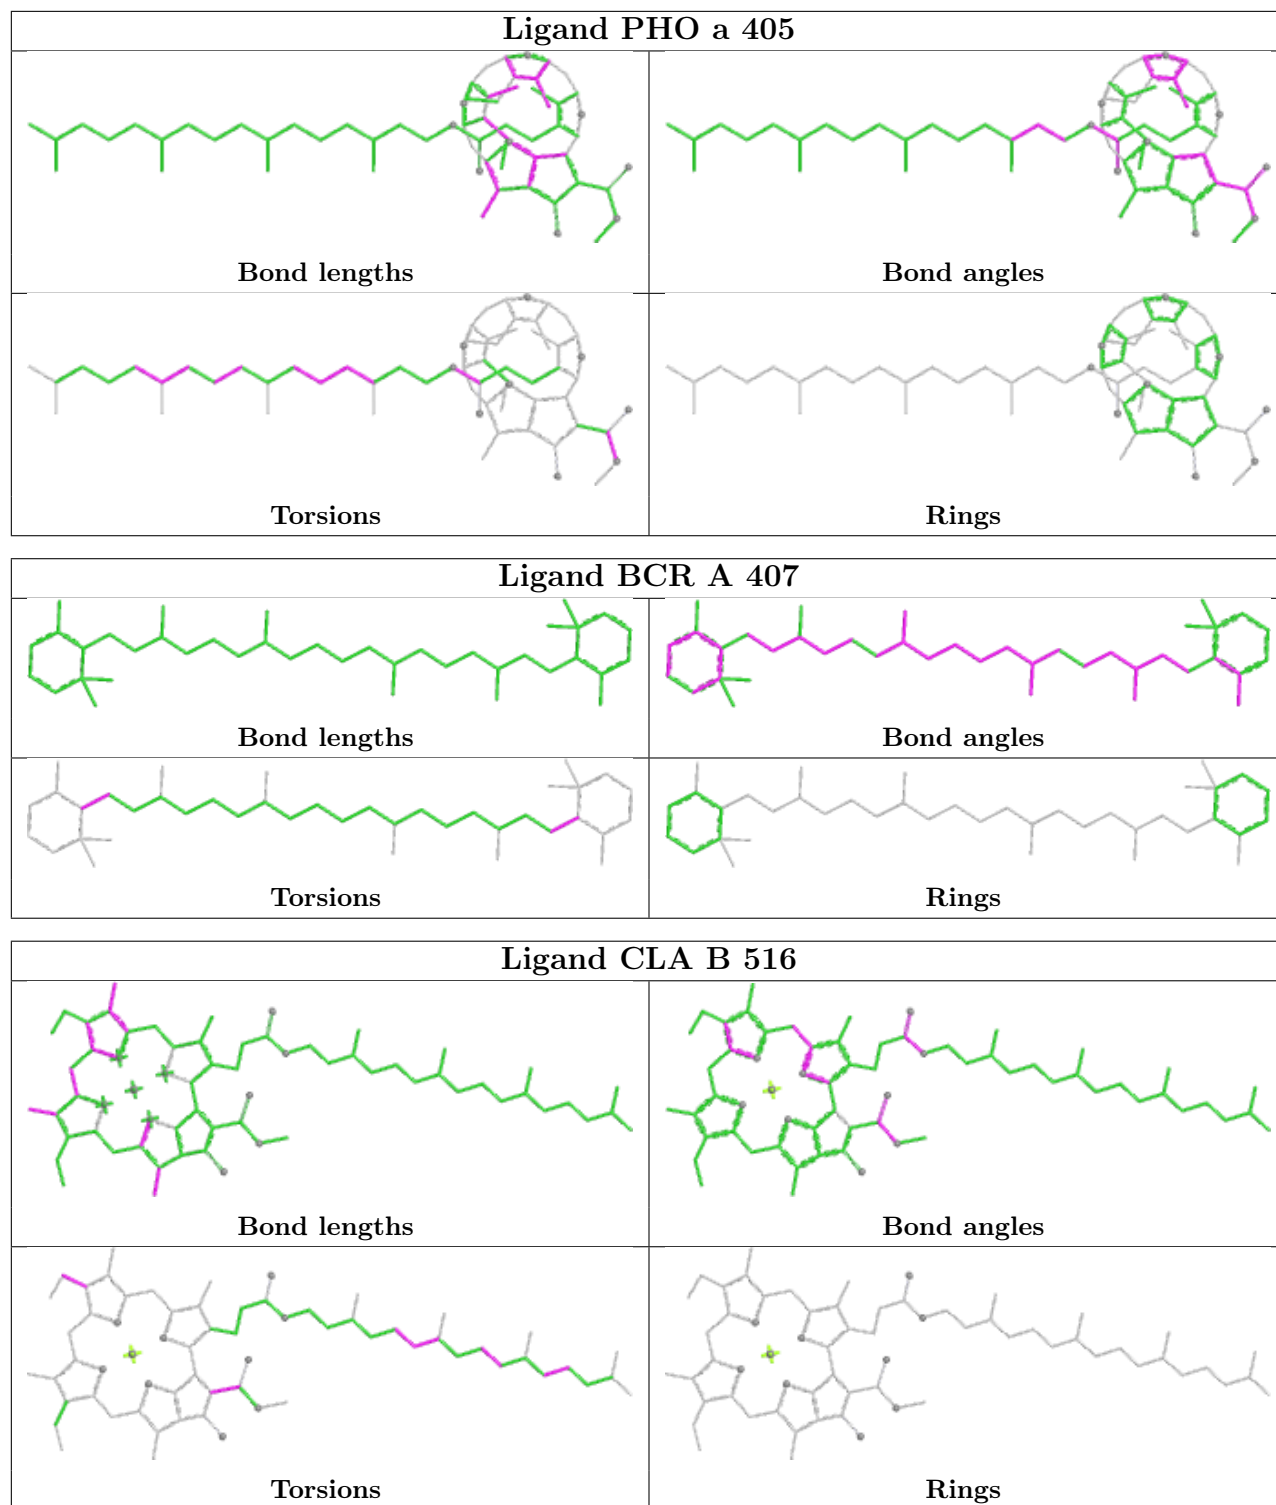 Ligand PHO a 405
Bond lengths
Bond angles
Torsions
Rings
Ligand BCR A 407
Bond lengths
Bond angles
Torsions
Rings
Ligand CLA B 516
Bond lengths
Bond angles
Torsions
Rings